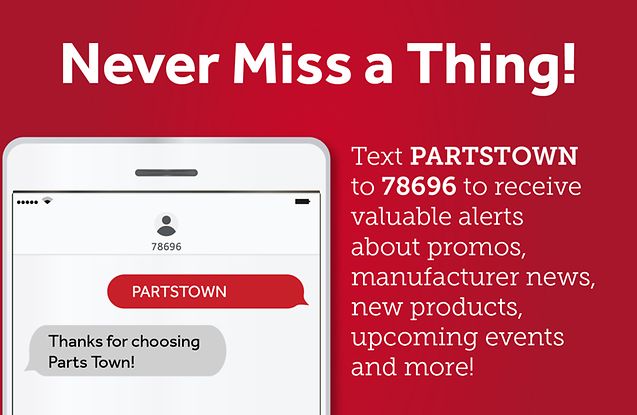 Never Miss a Thing!
78696
PARTSTOWN
Thanks for choosing
Parts Town!
Text PARTSTOWN
to 78696 to receive
valuable alerts
about promos,
manufacturer news,
new products,
upcoming events
and more!